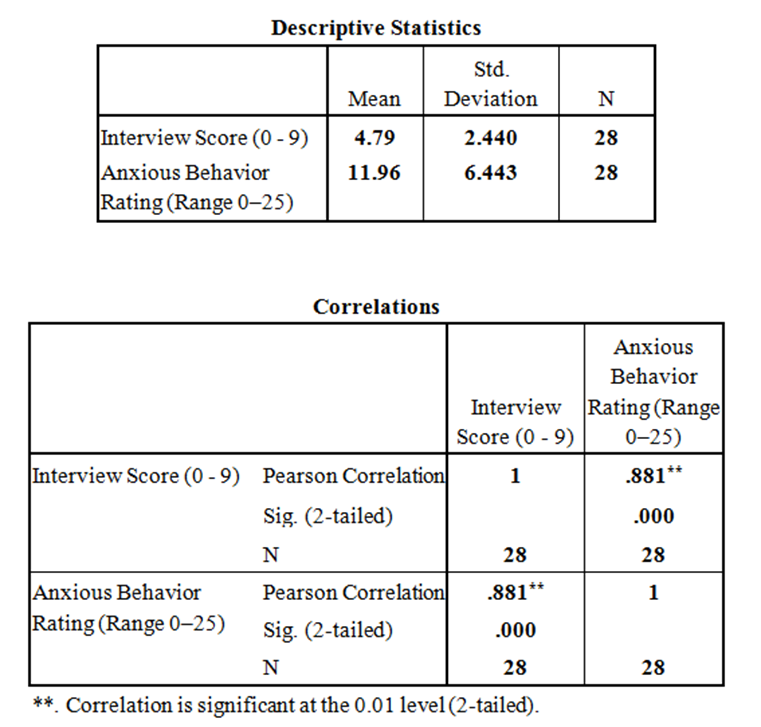 Descriptive Statistics
Mean Std. Deviation N
Interview Score (0 - 9) 4.79 2.440 28
Anxious Behavior Rating (Range 0–25) 11.96 6.443 28
Correlations
Interview Score (0 - 9) Anxious Behavior Rating (Range 0–25)
Interview Score (0 - 9) Pearson Correlation 1 .881**
Sig. (2-tailed) .000
N 28 28
Anxious Behavior Rating (Range 0–25) Pearson Correlation .881** 1
Sig. (2-tailed) .000
N 28 28
**. Correlation is significant at the 0.01 level (2-tailed).